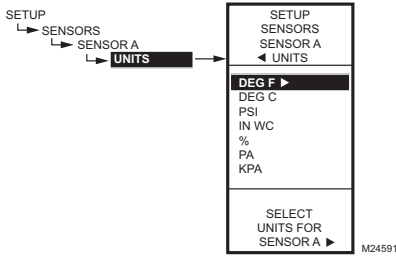 SETUP
SENSORS
SENSOR A
UNITS
SETUP
SENSORS
SENSOR A
◀ UNITS
DEG F ▶
DEG C
PSI
IN WC
%
PA
KPA
SELECT
UNITS FOR
SENSOR A ▶
M24591